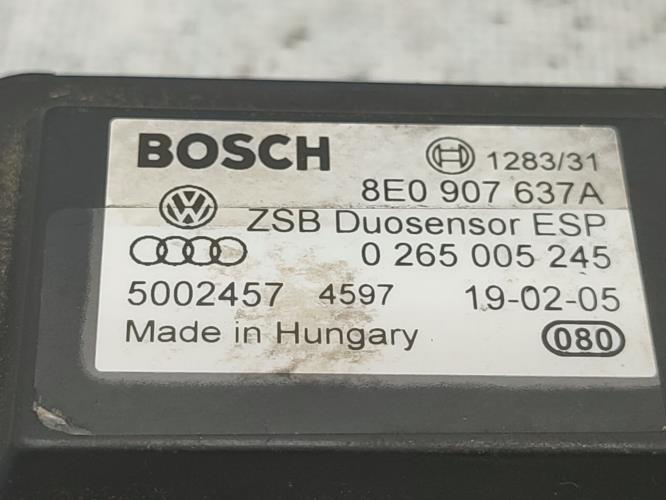 BOSCH 1283/31
8E0 907 637A
ZSB Duosensor ESP
0 265 005 245
5002457 4597 19-02-05
Made in Hungary 080